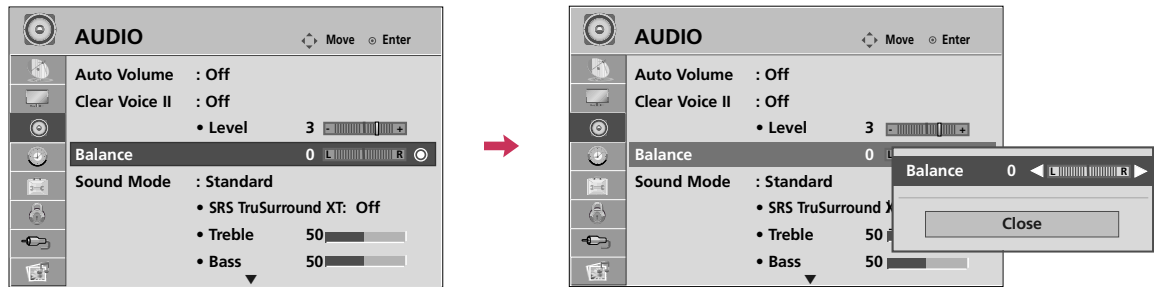 AUDIO Move Enter
Auto Volume : Off
Clear Voice II : Off
• Level 3 - +
Balance 0 L R
Sound Mode : Standard
• SRS TruSurround XT: Off
• Treble 50
• Bass 50
AUDIO Move Enter
Auto Volume : Off
Clear Voice II : Off
• Level 3 - +
Balance 0 L
Sound Mode : Standard
• SRS TruSurround X
• Treble 50
• Bass 50
Balance 0 L R
Close